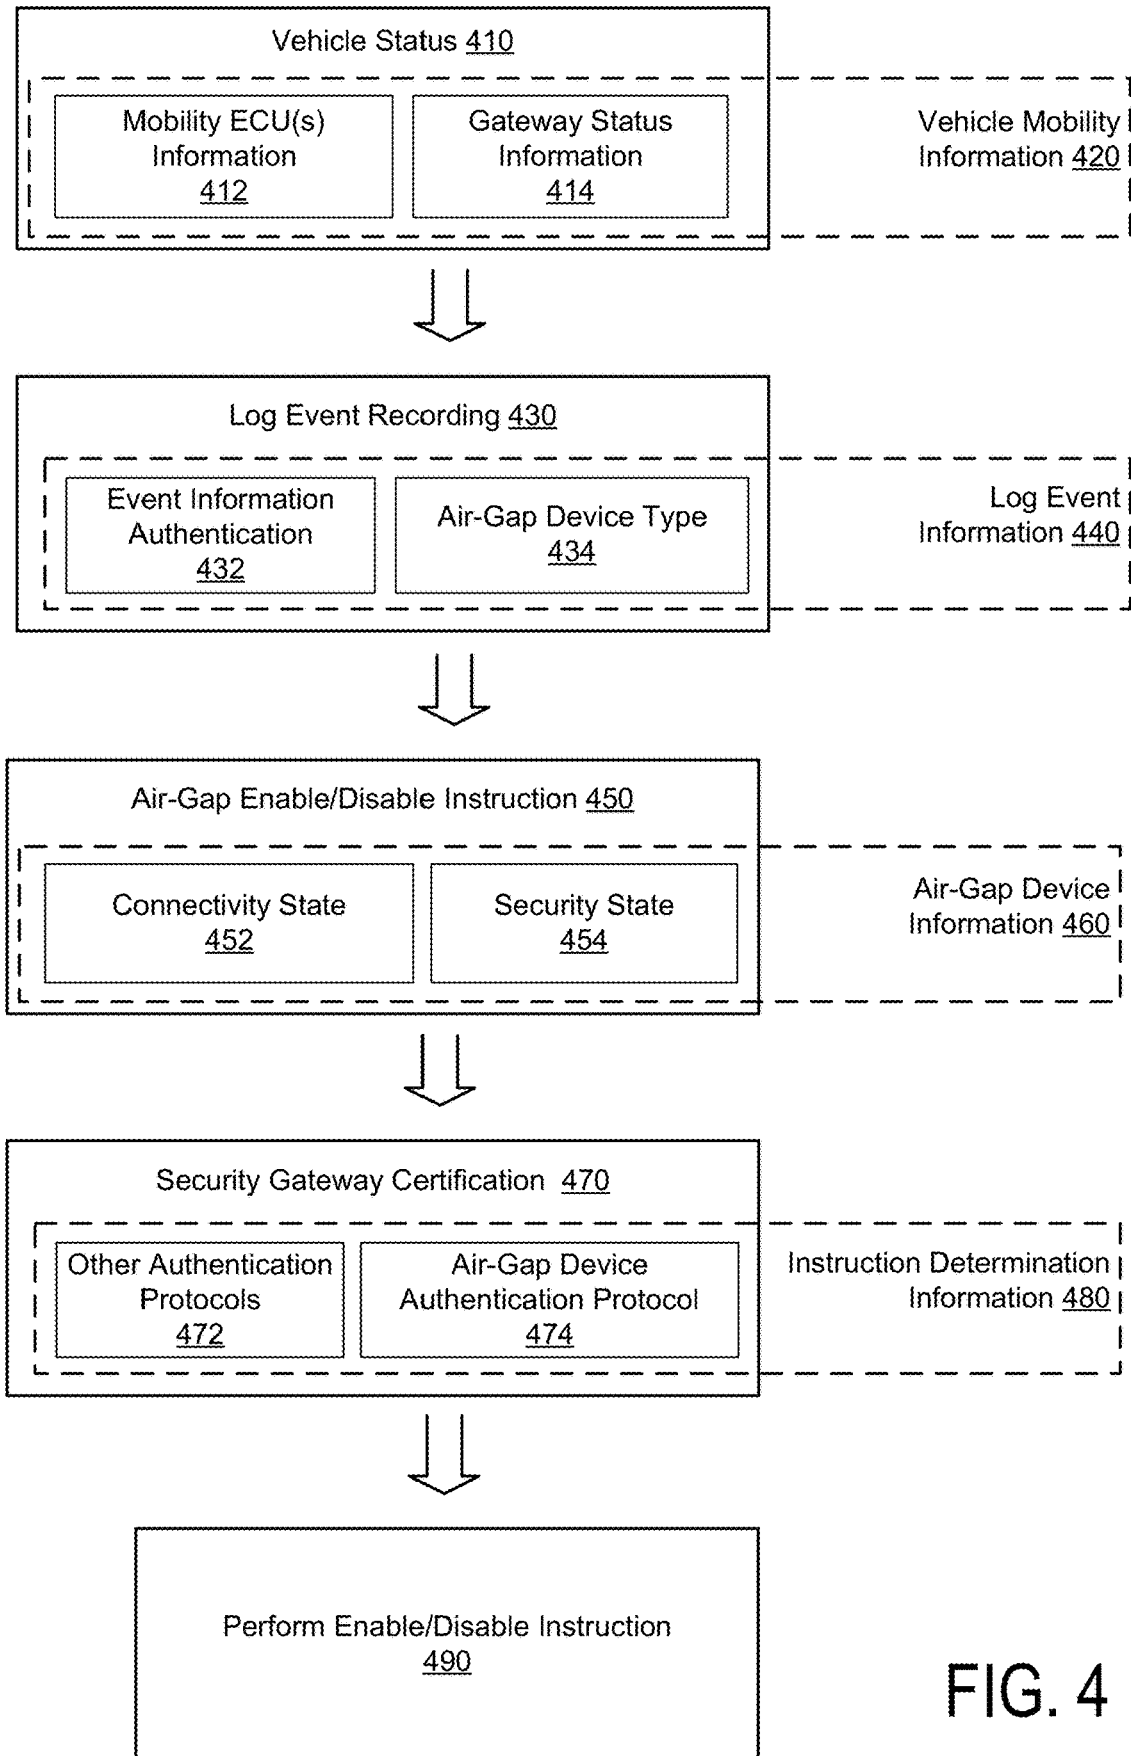 Vehicle Status 410
Mobility ECU(s)
Information
412
Gateway Status
Information
414
Vehicle Mobility
Information 420
Log Event Recording 430
Event Information
Authentication
432
Air-Gap Device Type
434
Log Event
Information 440
Air-Gap Enable/Disable Instruction 450
Connectivity State
452
Security State
454
Air-Gap Device
Information 460
Security Gateway Certification 470
Other Authentication
Protocols
472
Air-Gap Device
Authentication Protocol
474
Instruction Determination
Information 480
Perform Enable/Disable Instruction
490
FIG. 4